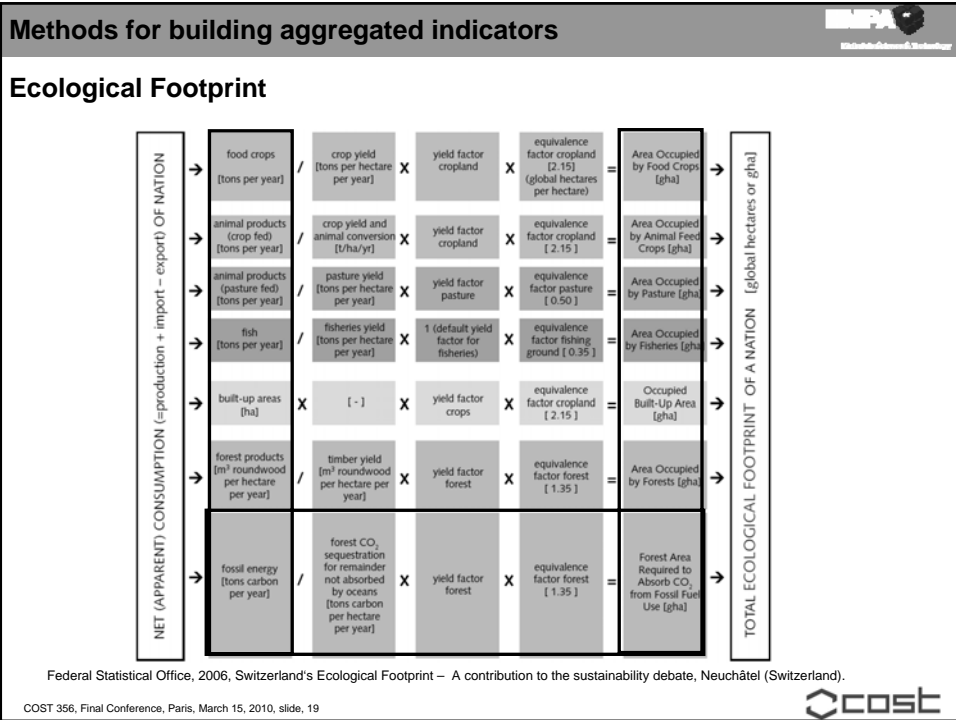 Methods for building aggregated indicators
Ecological Footprint
NET (APPARENT) CONSUMPTION (=production + import – export) OF NATION
→
food crops
[tons per year]
/
crop yield
[tons per hectare
per year]
X
yield factor
cropland
X
equivalence
factor cropland
[2.15]
(global hectares
per hectare)
=
Area Occupied
by Food Crops
[gha]
→
→
animal products
(crop fed)
[tons per year]
/
crop yield and
animal conversion
[t/ha/yr]
X
yield factor
cropland
X
equivalence
factor cropland
[ 2.15 ]
=
Area Occupied
by Animal Feed
Crops [gha]
→
→
animal products
(pasture fed)
[tons per year]
/
pasture yield
[tons per hectare
per year]
X
yield factor
pasture
X
equivalence
factor pasture
[ 0.50 ]
=
Area Occupied
by Pasture [gha]
→
→
fish
[tons per year]
/
fisheries yield
[tons per hectare
per year]
X
1 (default yield
factor for
fisheries)
X
equivalence
factor fishing
ground [ 0.35 ]
=
Area Occupied
by Fisheries [gha]
→
→
built-up areas
[ha]
X
[ - ]
X
yield factor
crops
X
equivalence
factor cropland
[ 2.15 ]
=
Occupied
Built-Up Area
[gha]
→
→
forest products
[m³ roundwood
per hectare
per year]
/
timber yield
[m³ roundwood
per hectare per
year]
X
yield factor
forest
X
equivalence
factor forest
[ 1.35 ]
=
Area Occupied
by Forests [gha]
→
→
fossil energy
[tons carbon
per year]
/
forest CO₂
sequestration
for remainder
not absorbed
by oceans
[tons carbon
per hectare
per year]
X
yield factor
forest
X
equivalence
factor forest
[ 1.35 ]
=
Forest Area
Required to
Absorb CO₂
from Fossil Fuel
Use [gha]
→
TOTAL ECOLOGICAL FOOTPRINT OF A NATION [global hectares or gha]
Federal Statistical Office, 2006, Switzerland's Ecological Footprint – A contribution to the sustainability debate, Neuchâtel (Switzerland).
COST 356, Final Conference, Paris, March 15, 2010, slide, 19
cost